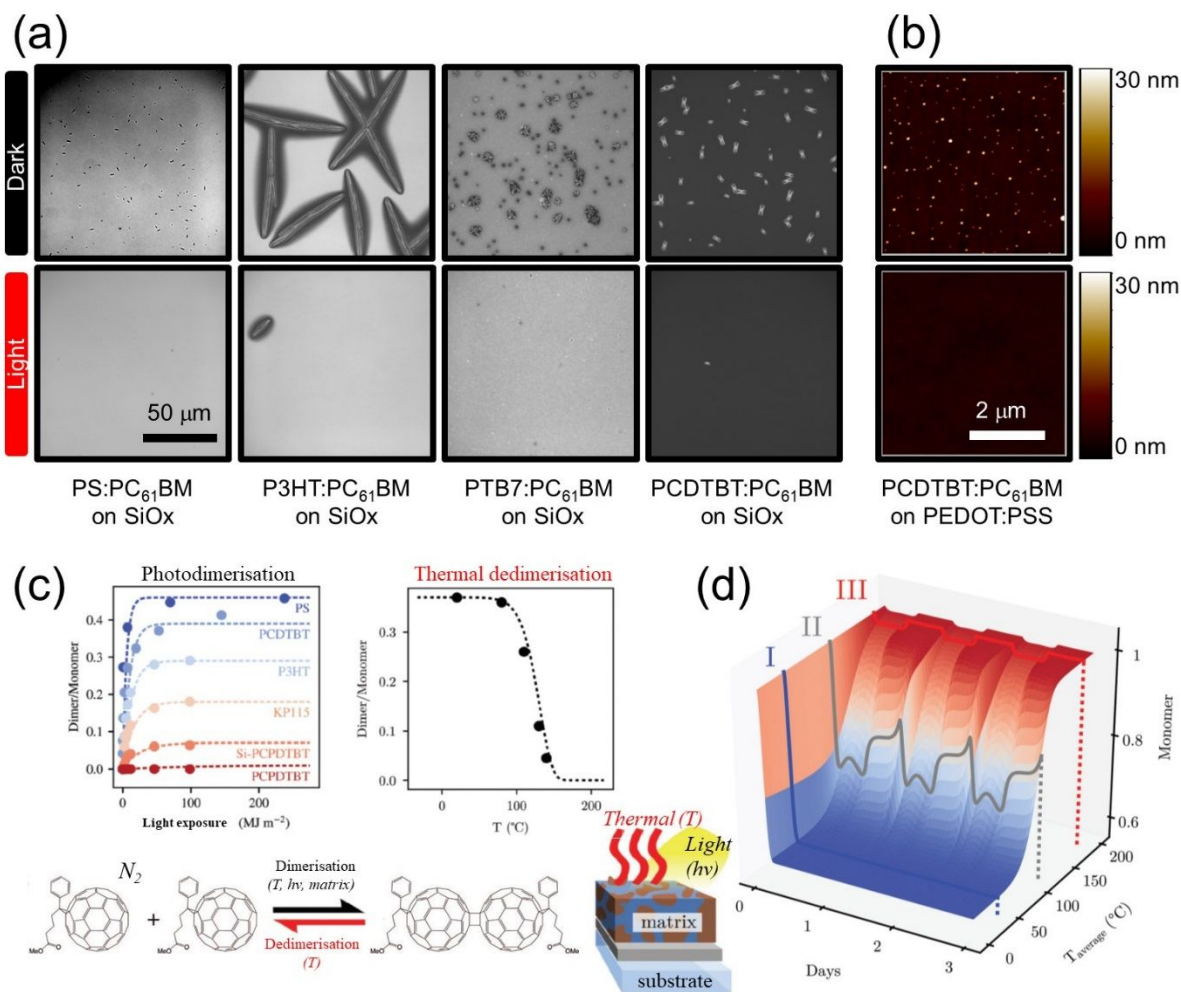 (a)
(b)
Dark
30 nm
0 nm
Light
50 μm
30 nm
2 μm
0 nm
PS:PC₆₁BM
on SiOx
P3HT:PC₆₁BM
on SiOx
PTB7:PC₆₁BM
on SiOx
PCDTBT:PC₆₁BM
on SiOx
PCDTBT:PC₆₁BM
on PEDOT:PSS
(c)
Photodimerisation
Dimer/Monomer
0.4
0.3
0.2
0.1
0.0
PS
PCDTBT
P3HT
KP115
Si-PCPDTBT
PCPDTBT
0
100
200
Light exposure (MJ m⁻²)
Thermal dedimerisation
Dimer/Monomer
0.2
0.0
0
100
200
T (°C)
N₂
+
Dimerisation
(T, hν, matrix)
Dedimerisation
(T)
MeO
O
MeO
O
MeO
O
O
OMe
Thermal (T)
Light
(hν)
matrix
substrate
(d)
I
II
III
1
0.8
0.6
Monomer
0
1
2
3
Days
0
50
100
150
200
T average (°C)